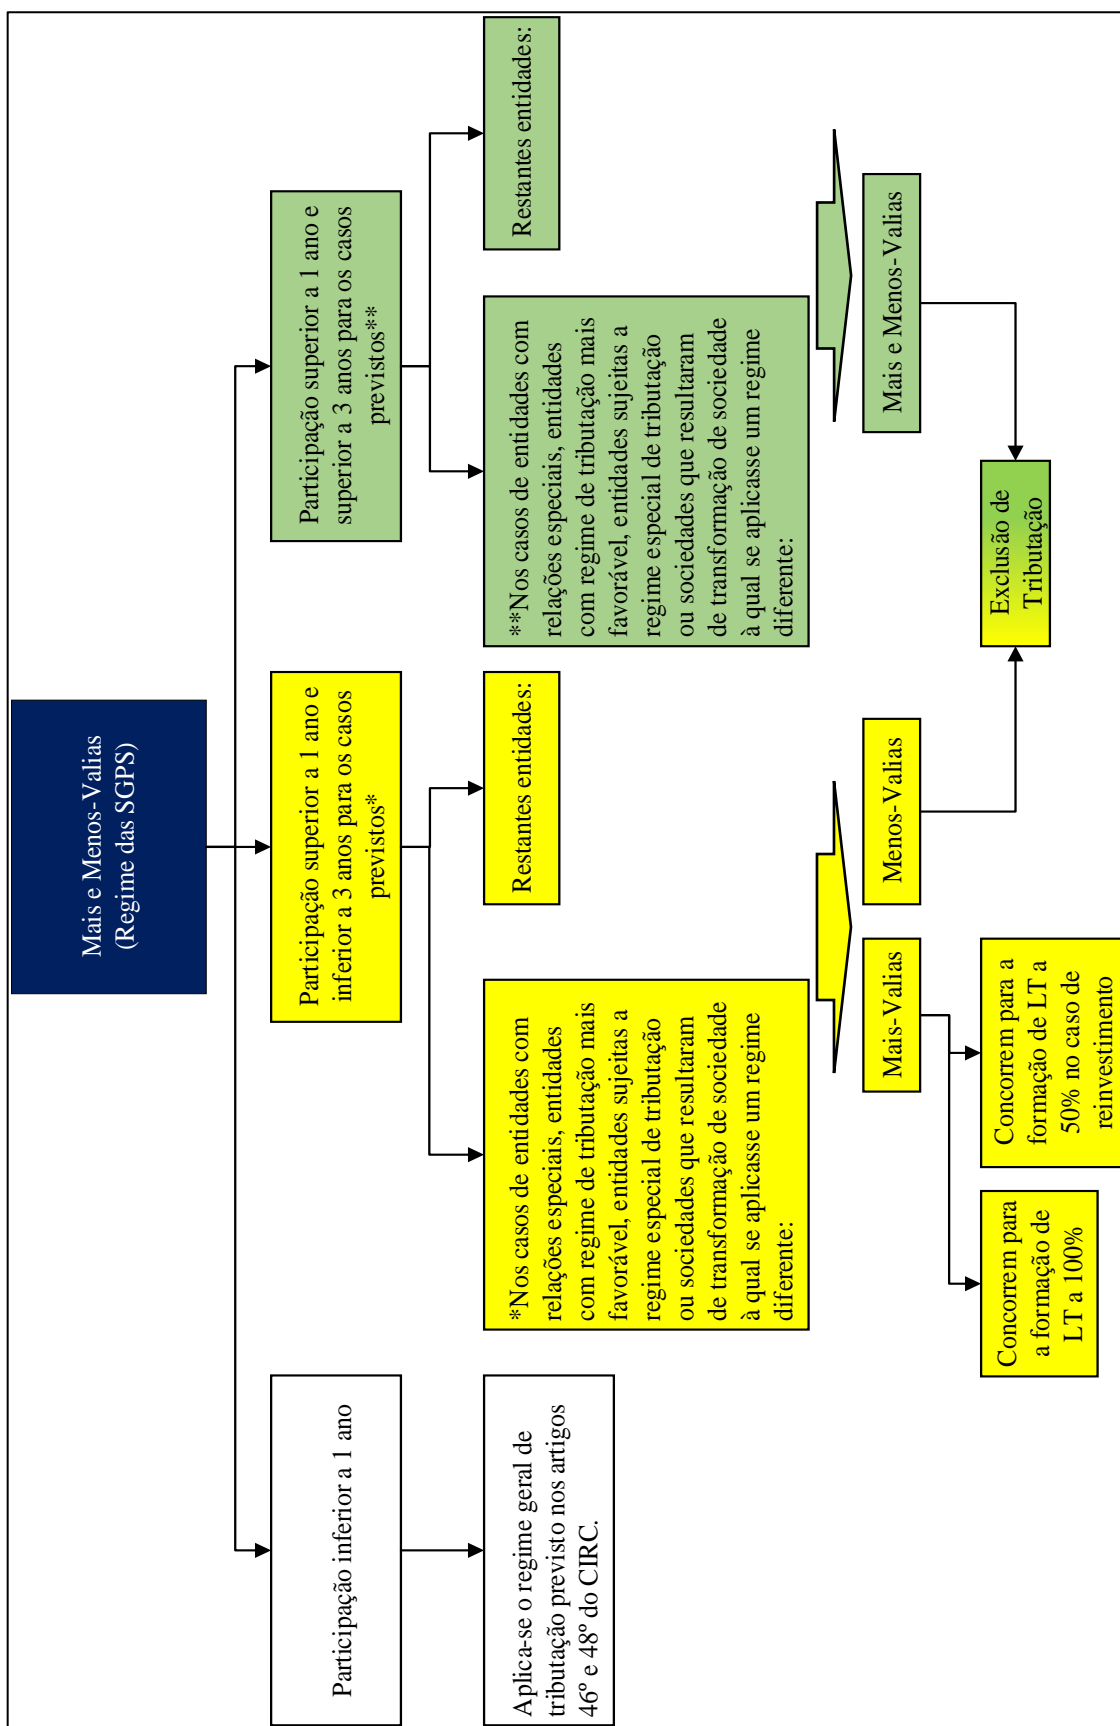 Mais e Menos-Valias
(Regime das SGPS)
Participação inferior a 1 ano
Participação superior a 1 ano e
inferior a 3 anos para os casos
previstos*
Participação superior a 1 ano e
superior a 3 anos para os casos
previstos**
Aplica-se o regime geral de
tributação previsto nos artigos
46º e 48º do CIRC.
*Nos casos de entidades com
relações especiais, entidades
com regime de tributação mais
favorável, entidades sujeitas a
regime especial de tributação
ou sociedades que resultaram
de transformação de sociedade
à qual se aplicasse um regime
diferente:
Restantes entidades:
**Nos casos de entidades com
relações especiais, entidades
com regime de tributação mais
favorável, entidades sujeitas a
regime especial de tributação
ou sociedades que resultaram
de transformação de sociedade
à qual se aplicasse um regime
diferente:
Restantes entidades:
Mais-Valias
Menos-Valias
Mais e Menos-Valias
Concorrem para
a formação de
LT a 100%
Concorrem para a
formação de LT a
50% no caso de
reinvestimento
Exclusão de
Tributação